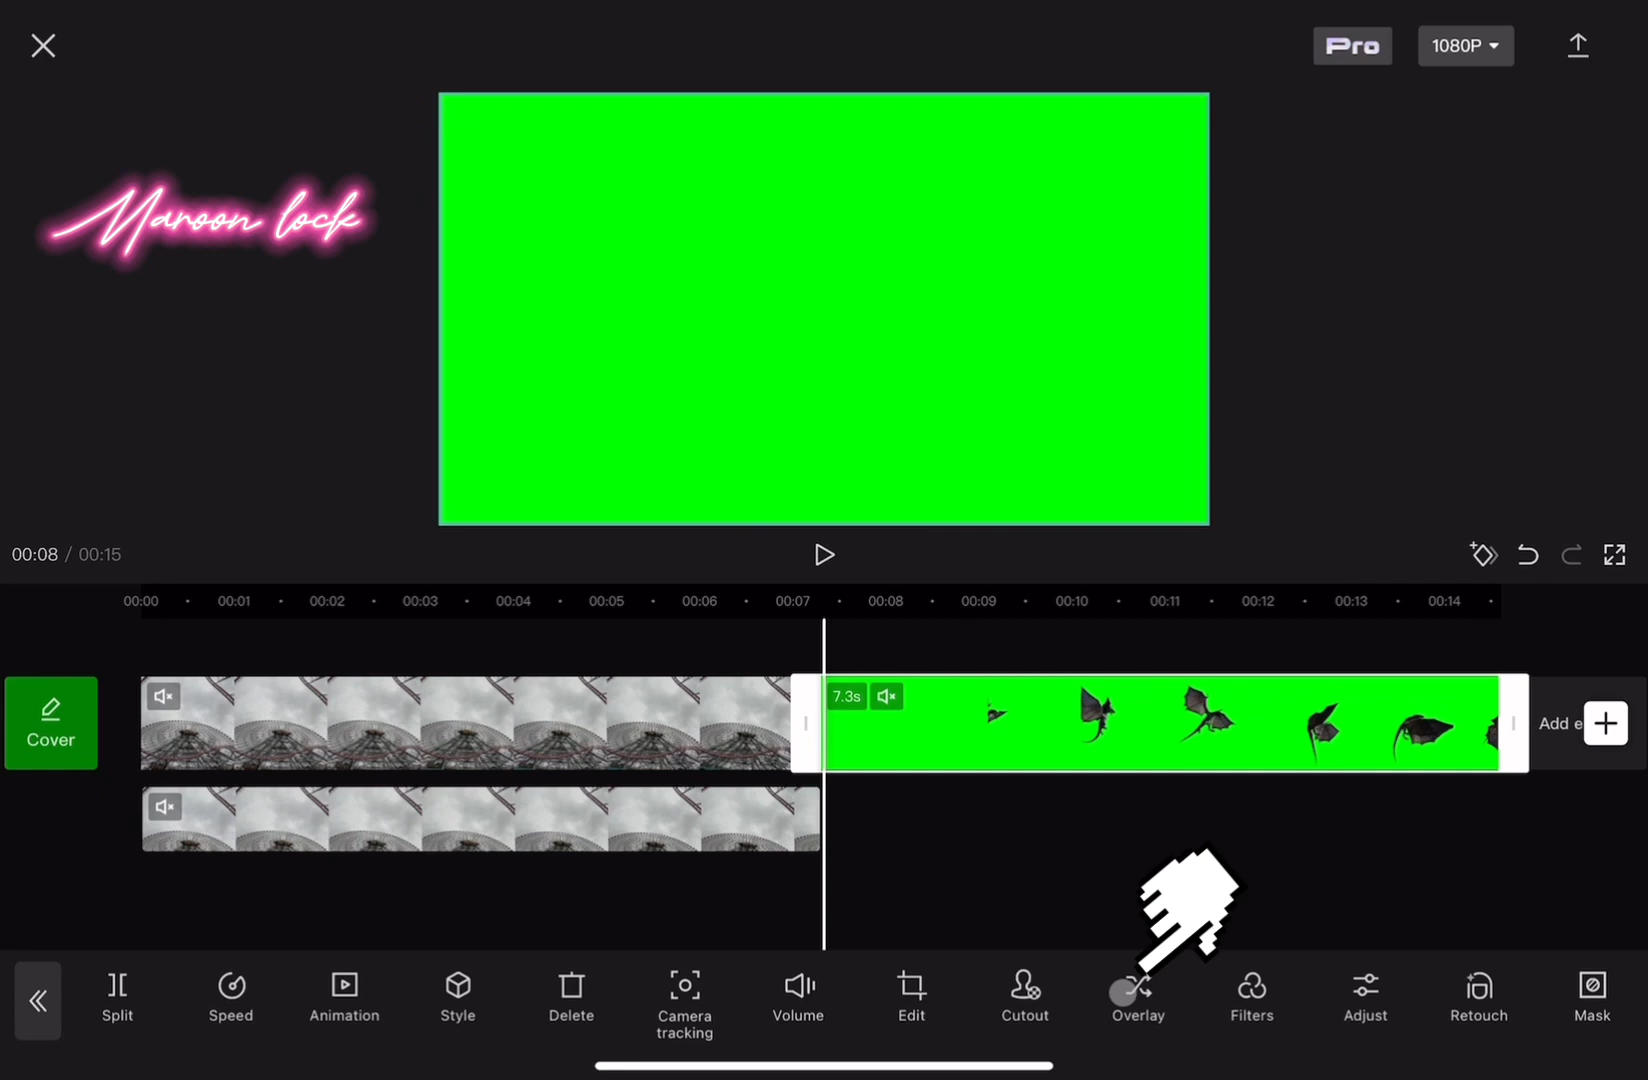 Pro
1080P
Maroon lock
00:08 / 00:15
00:00 00:01 00:02 00:03 00:04 00:05 00:06 00:07 00:08 00:09 00:10 00:11 00:12 00:13 00:14
Cover
7.3s
Add e
Split
Speed
Animation
Style
Delete
Camera
tracking
Volume
Edit
Cutout
Overlay
Filters
Adjust
Retouch
Mask